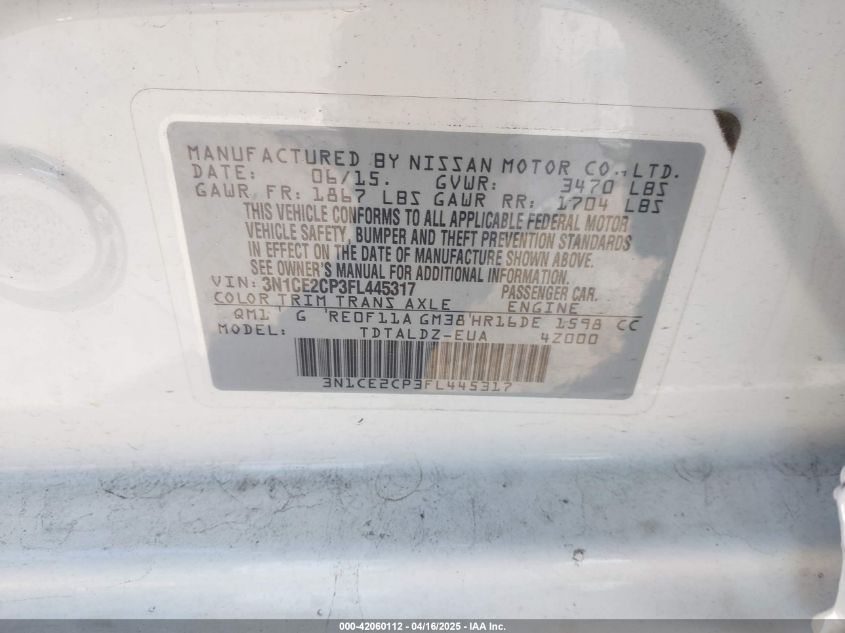 MANUFACTURED BY NISSAN MOTOR CO., LTD.
DATE: 06/15. GVWR: 3470 LBS
GAWR FR: 1867 LBS GAWR RR: 1704 LBS
THIS VEHICLE CONFORMS TO ALL APPLICABLE FEDERAL MOTOR
VEHICLE SAFETY, BUMPER AND THEFT PREVENTION STANDARDS
IN EFFECT ON THE DATE OF MANUFACTURE SHOWN ABOVE.
SEE OWNER'S MANUAL FOR ADDITIONAL INFORMATION.
VIN: 3N1CE2CP3FL445317 PASSENGER CAR.
COLOR TRIM TRANS AXLE ENGINE
QM1 G RE0F11A GM38 HR16DE 1598 CC
MODEL: TDTALDZ-EUA 4Z000
3N1CE2CP3FL445317
000-42060112 - 04/16/2025 - IAA Inc.